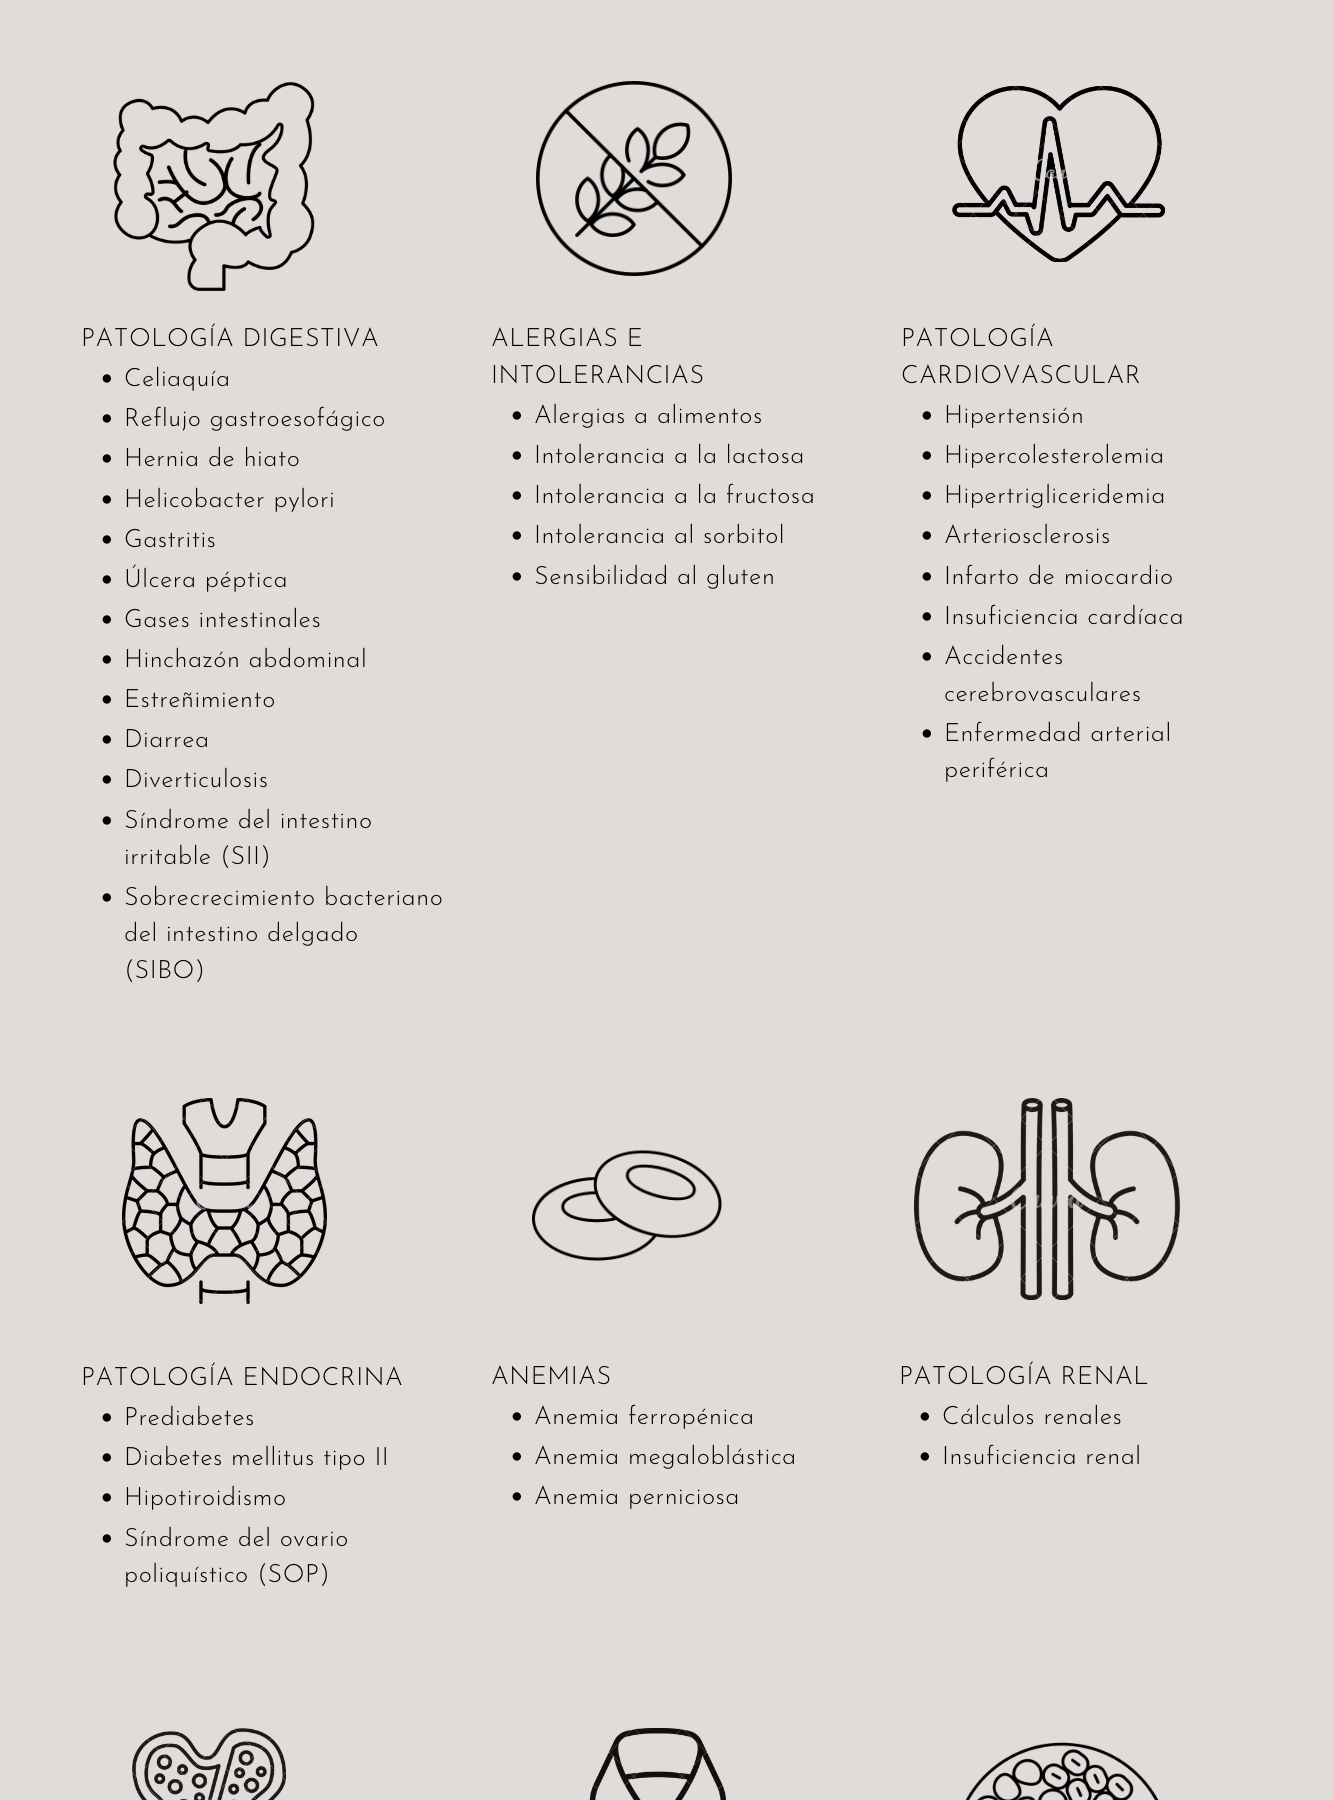 PATOLOGÍA DIGESTIVA
Celiaquía
Reflujo gastroesofágico
Hernia de hiato
Helicobacter pylori
Gastritis
Úlcera péptica
Gases intestinales
Hinchazón abdominal
Estreñimiento
Diarrea
Diverticulosis
Síndrome del intestino
irritable (SII)
Sobrecrecimiento bacteriano
del intestino delgado
(SIBO)
ALERGIAS E
INTOLERANCIAS
Alergias a alimentos
Intolerancia a la lactosa
Intolerancia a la fructosa
Intolerancia al sorbitol
Sensibilidad al gluten
PATOLOGÍA
CARDIOVASCULAR
Hipertensión
Hipercolesterolemia
Hipertrigliceridemia
Arteriosclerosis
Infarto de miocardio
Insuficiencia cardíaca
Accidentes
cerebrovasculares
Enfermedad arterial
periférica
PATOLOGÍA ENDOCRINA
Prediabetes
Diabetes mellitus tipo II
Hipotiroidismo
Síndrome del ovario
poliquístico (SOP)
ANEMIAS
Anemia ferropénica
Anemia megaloblástica
Anemia perniciosa
PATOLOGÍA RENAL
Cálculos renales
Insuficiencia renal